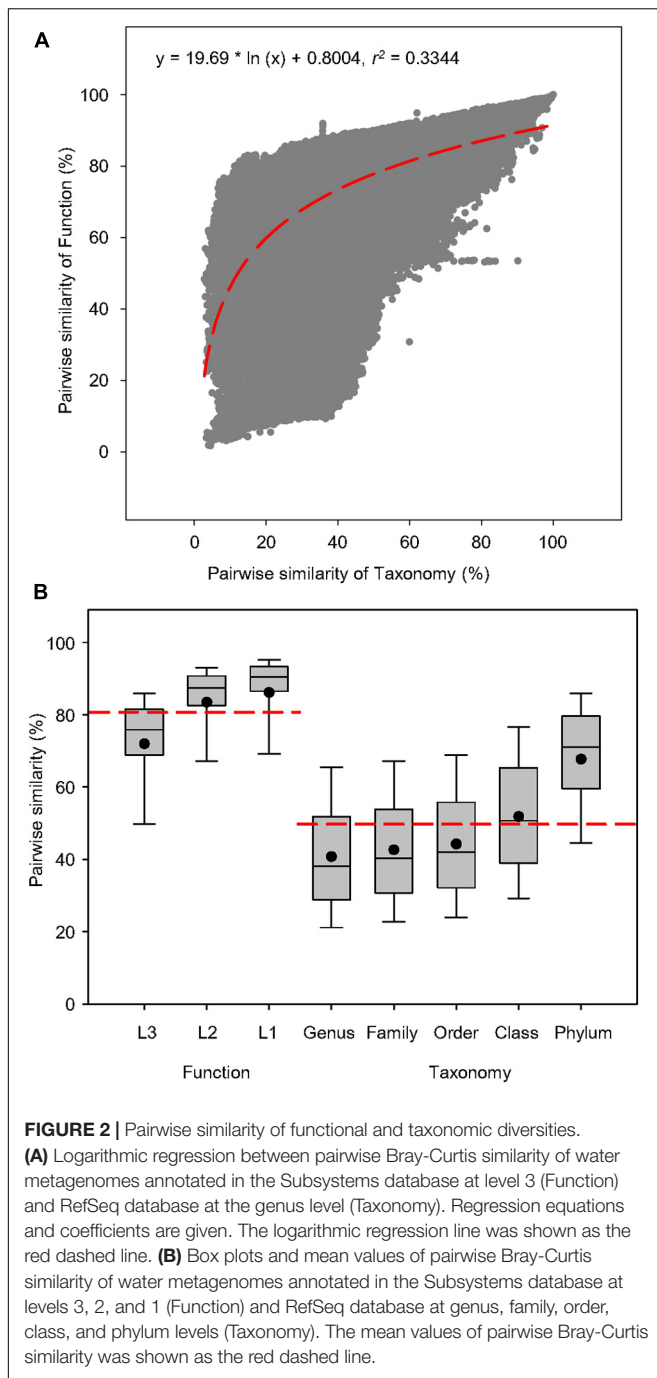 A
y = 19.69 * ln (x) + 0.8004, r² = 0.3344
Pairwise similarity of Function (%)
100
80
60
40
20
0
0 20 40 60 80 100
Pairwise similarity of Taxonomy (%)
B
Pairwise similarity (%)
100
80
60
40
20
0
L3 L2 L1 Genus Family Order Class Phylum
Function Taxonomy
FIGURE 2 | Pairwise similarity of functional and taxonomic diversities.
(A) Logarithmic regression between pairwise Bray-Curtis similarity of water
metagenomes annotated in the Subsystems database at level 3 (Function)
and RefSeq database at the genus level (Taxonomy). Regression equations
and coefficients are given. The logarithmic regression line was shown as the
red dashed line. (B) Box plots and mean values of pairwise Bray-Curtis
similarity of water metagenomes annotated in the Subsystems database at
levels 3, 2, and 1 (Function) and RefSeq database at genus, family, order,
class, and phylum levels (Taxonomy). The mean values of pairwise Bray-Curtis
similarity was shown as the red dashed line.